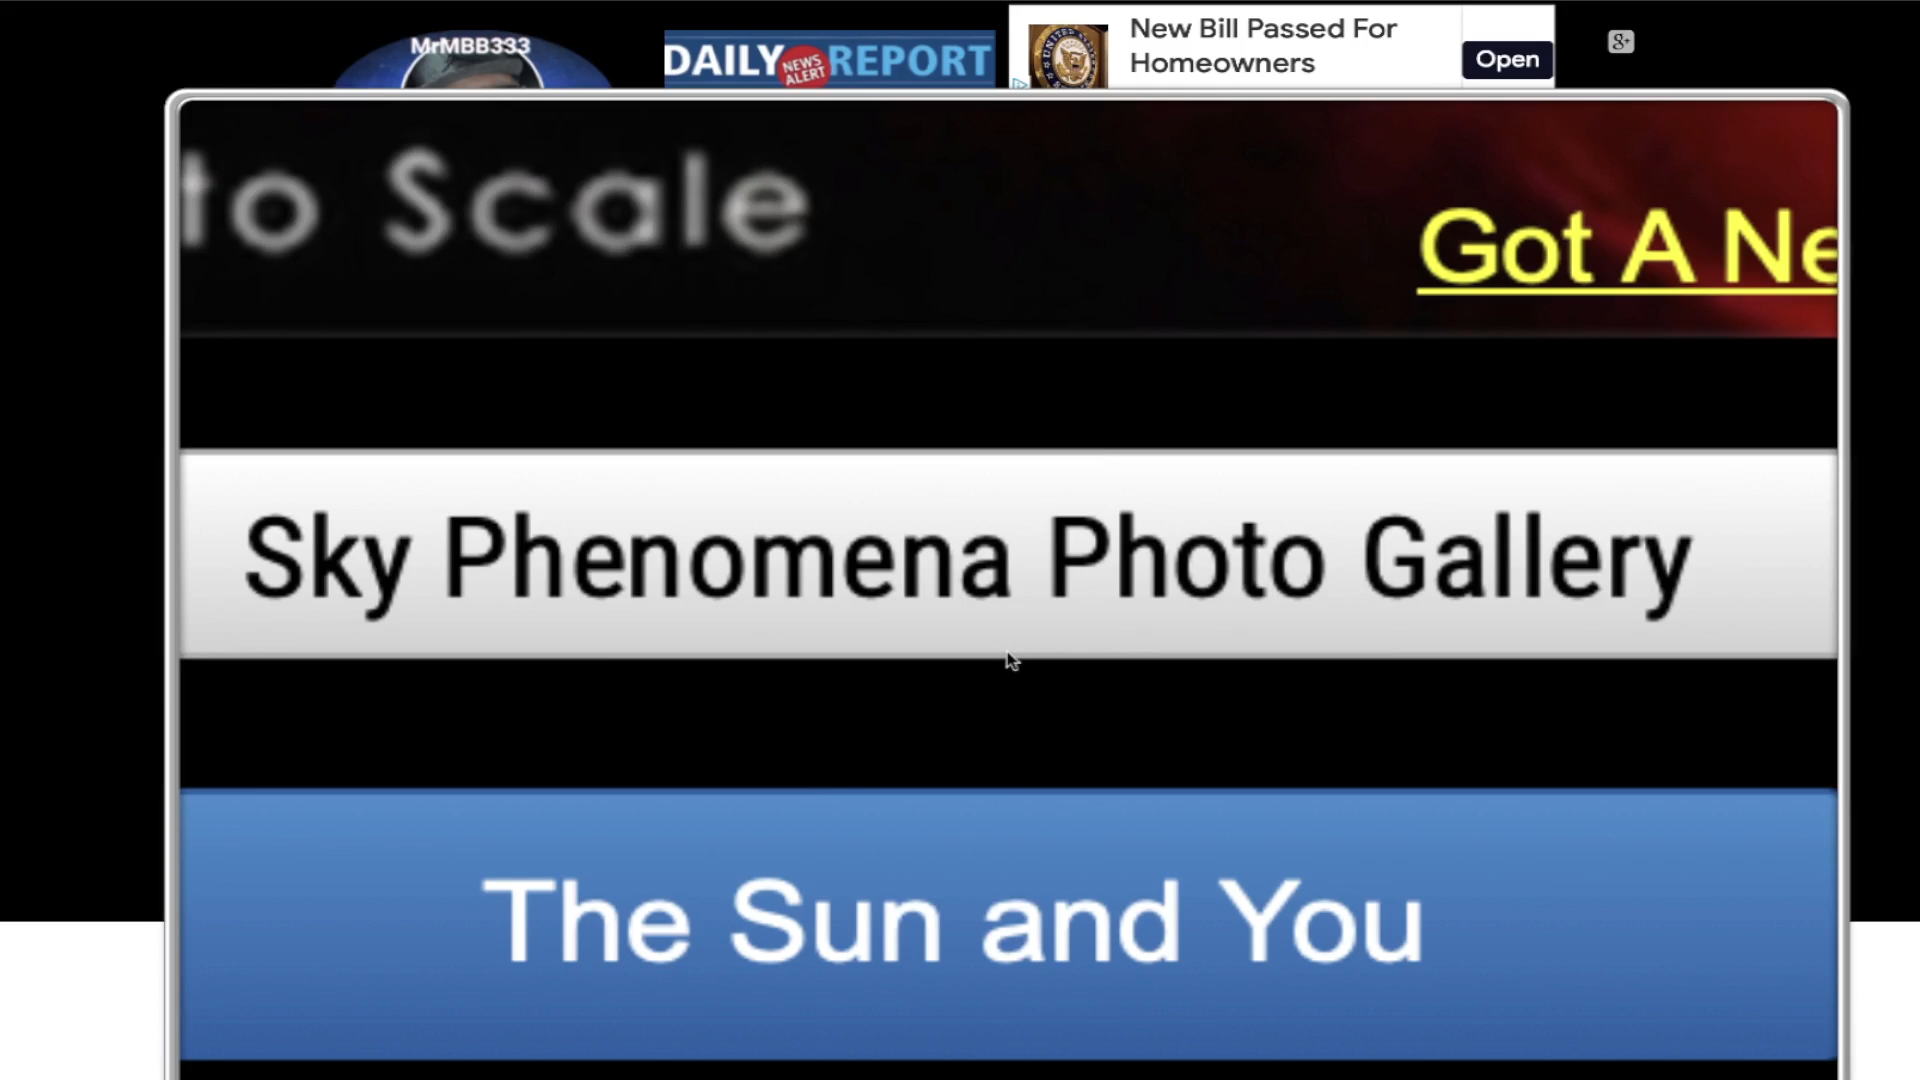 MrMBB333
DAILY NEWS ALERT REPORT
New Bill Passed For
Homeowners
Open
g+
to Scale
Got A Ne
Sky Phenomena Photo Gallery
The Sun and You